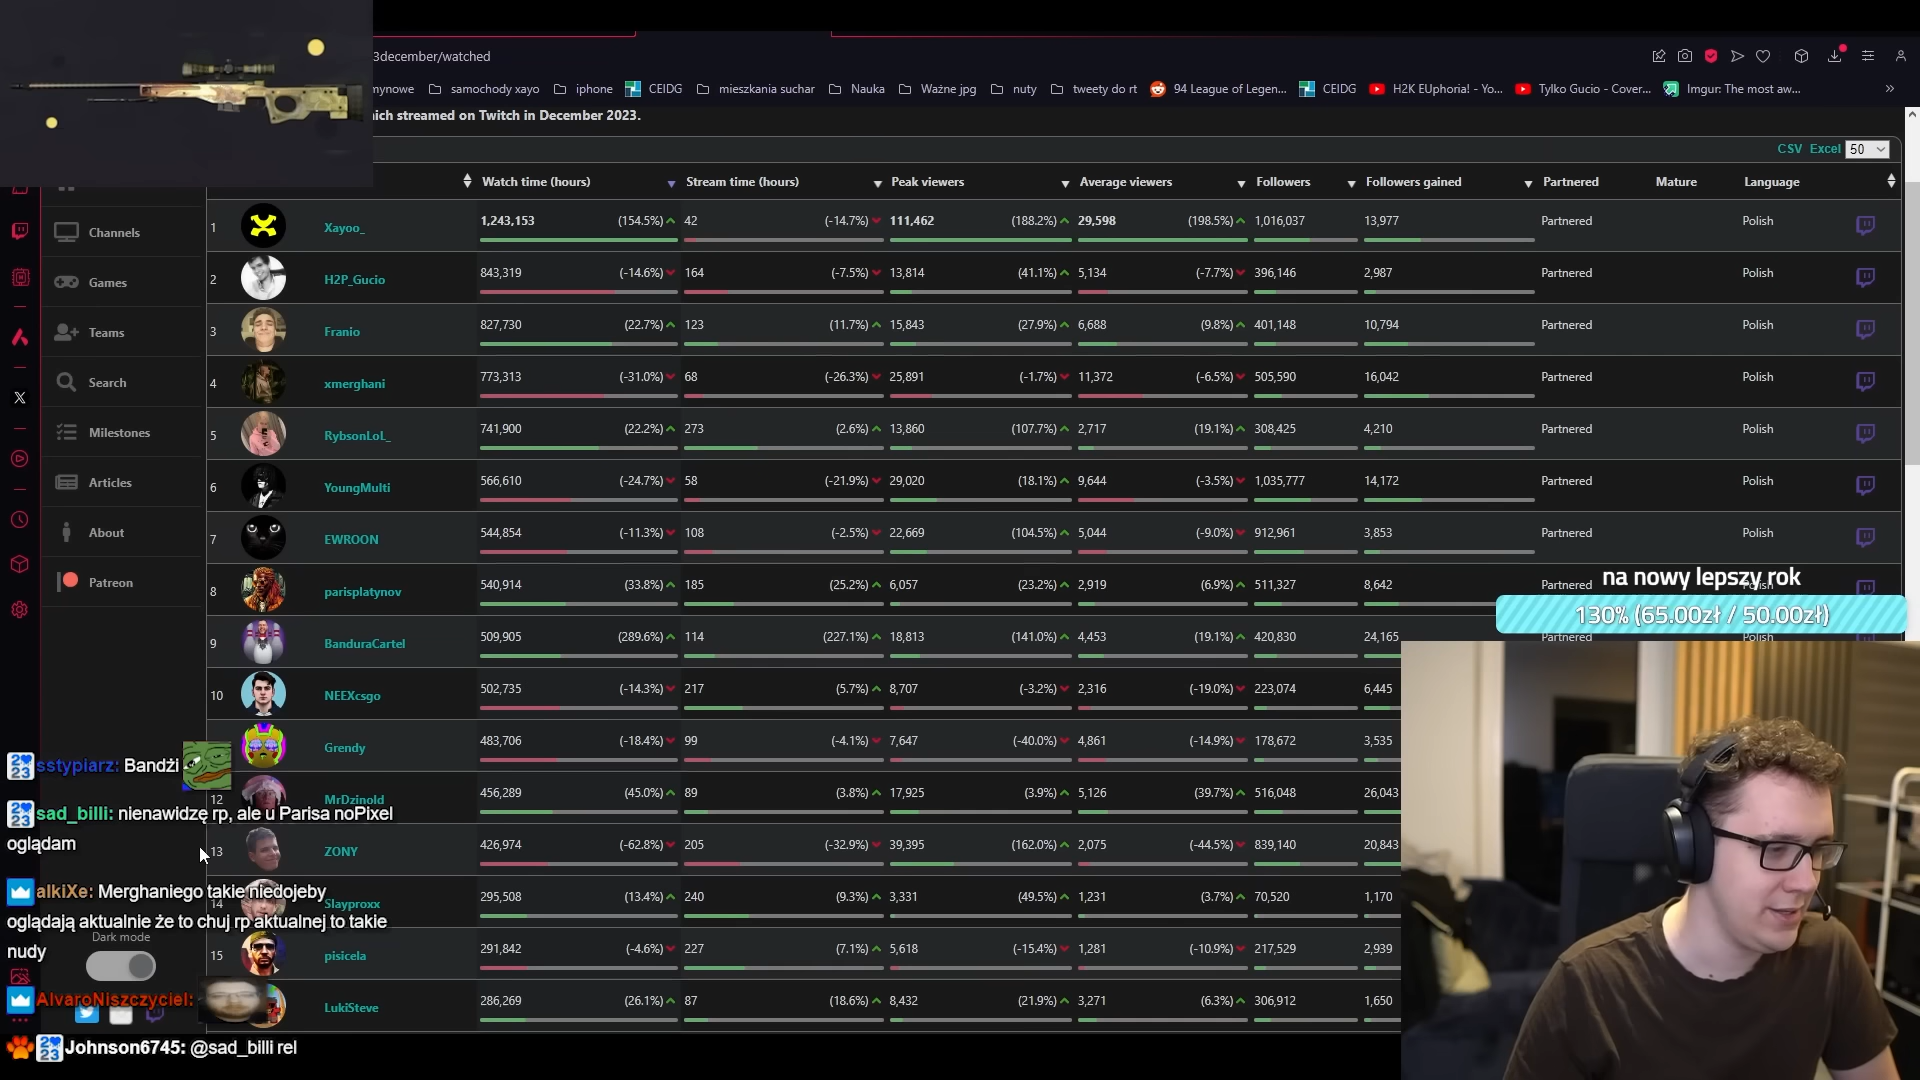 3december/watched
mynowe samochody xayo iphone CEIDG mieszkania suchar Nauka Ważne jpg nuty tweety do rt 94 League of Legen... CEIDG H2K EUphoria! - Yo... Tylko Gucio - Cover... Imgur: The most aw... »
ich streamed on Twitch in December 2023.
CSV Excel 50
Watch time (hours) Stream time (hours) Peak viewers Average viewers Followers Followers gained Partnered Mature Language
1 Xayoo_ 1,243,153 (154.5%) 42 (-14.7%) 111,462 (188.2%) 29,598 (198.5%) 1,016,037 13,977 Partnered Polish
2 H2P_Gucio 843,319 (-14.6%) 164 (-7.5%) 13,814 (41.1%) 5,134 (-7.7%) 396,146 2,987 Partnered Polish
3 Franio 827,730 (22.7%) 123 (11.7%) 15,843 (27.9%) 6,688 (9.8%) 401,148 10,794 Partnered Polish
4 xmerghani 773,313 (-31.0%) 68 (-26.3%) 25,891 (-1.7%) 11,372 (-6.5%) 505,590 16,042 Partnered Polish
5 RybsonLoL_ 741,900 (22.2%) 273 (2.6%) 13,860 (107.7%) 2,717 (19.1%) 308,425 4,210 Partnered Polish
6 YoungMulti 566,610 (-24.7%) 58 (-21.9%) 29,020 (18.1%) 9,644 (-3.5%) 1,035,777 14,172 Partnered Polish
7 EWROON 544,854 (-11.3%) 108 (-2.5%) 22,669 (104.5%) 5,044 (-9.0%) 912,961 3,853 Partnered Polish
8 parisplatynov 540,914 (33.8%) 185 (25.2%) 6,057 (23.2%) 2,919 (6.9%) 511,327 8,642 Partnered Polish
9 BanduraCartel 509,905 (289.6%) 114 (227.1%) 18,813 (141.0%) 4,453 (19.1%) 420,830 24,165 Partnered Polish
10 NEEXcsgo 502,735 (-14.3%) 217 (5.7%) 8,707 (-3.2%) 2,316 (-19.0%) 223,074 6,445
Grendy 483,706 (-18.4%) 99 (-4.1%) 7,647 (-40.0%) 4,861 (-14.9%) 178,672 3,535
12 MrDzinold 456,289 (45.0%) 89 (3.8%) 17,925 (3.9%) 5,126 (39.7%) 516,048 26,043
13 ZONY 426,974 (-62.8%) 205 (-32.9%) 39,395 (162.0%) 2,075 (-44.5%) 839,140 20,843
14 Slayproxx 295,508 (13.4%) 240 (9.3%) 3,331 (49.5%) 1,231 (3.7%) 70,520 1,170
15 pisicela 291,842 (-4.6%) 227 (7.1%) 5,618 (-15.4%) 1,281 (-10.9%) 217,529 2,939
LukiSteve 286,269 (26.1%) 87 (18.6%) 8,432 (21.9%) 3,271 (6.3%) 306,912 1,650
Channels
Games
Teams
Search
Milestones
Articles
About
Patreon
Dark mode
na nowy lepszy rok
130% (65.00zł / 50.00zł)
sstypiarz: Bandżi
sad_billi: nienawidzę rp, ale u Parisa noPixel
oglądam
alkiXe: Merghaniego takie niedojeby
oglądają aktualnie że to chuj rp aktualnej to takie
nudy
AlvaroNiszczyciel:
Johnson6745: @sad_billi rel